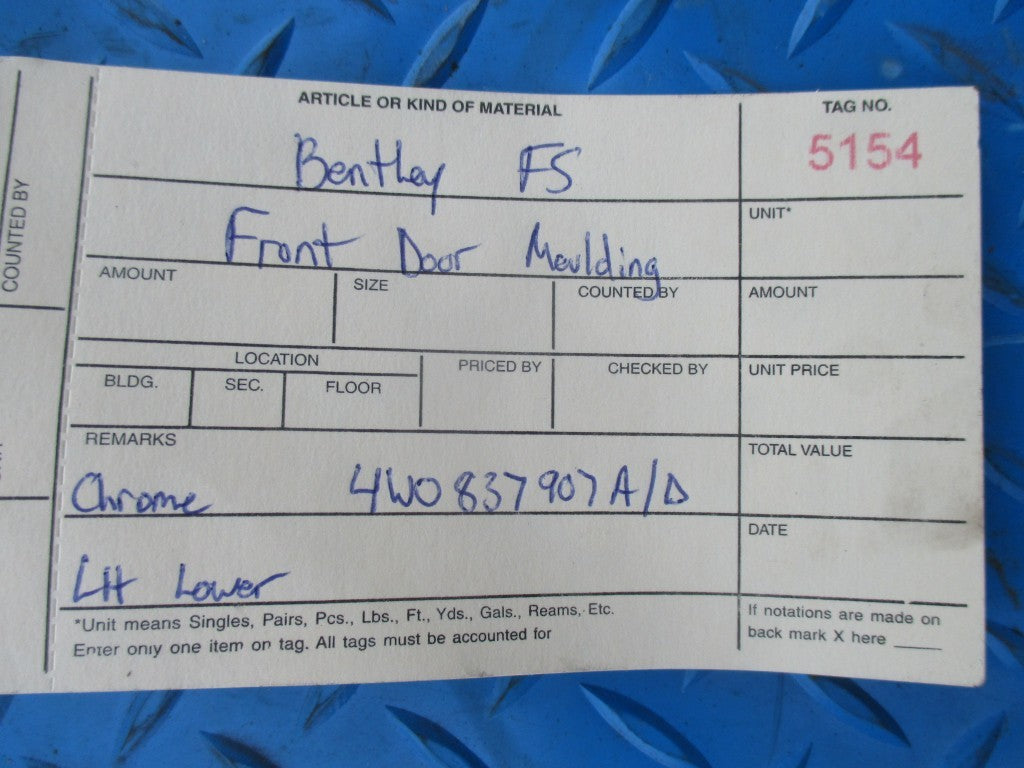 COUNTED BY
ARTICLE OR KIND OF MATERIAL
TAG NO.
Bentley FS
5154
Front Door Moulding
UNIT*
AMOUNT
SIZE
COUNTED BY
AMOUNT
LOCATION
PRICED BY
CHECKED BY
UNIT PRICE
BLDG.
SEC.
FLOOR
REMARKS
TOTAL VALUE
Chrome 4W0837907A/D
DATE
LH Lower
*Unit means Singles, Pairs, Pcs., Lbs., Ft., Yds., Gals., Reams, Etc.
Enter only one item on tag. All tags must be accounted for
If notations are made on
back mark X here ____